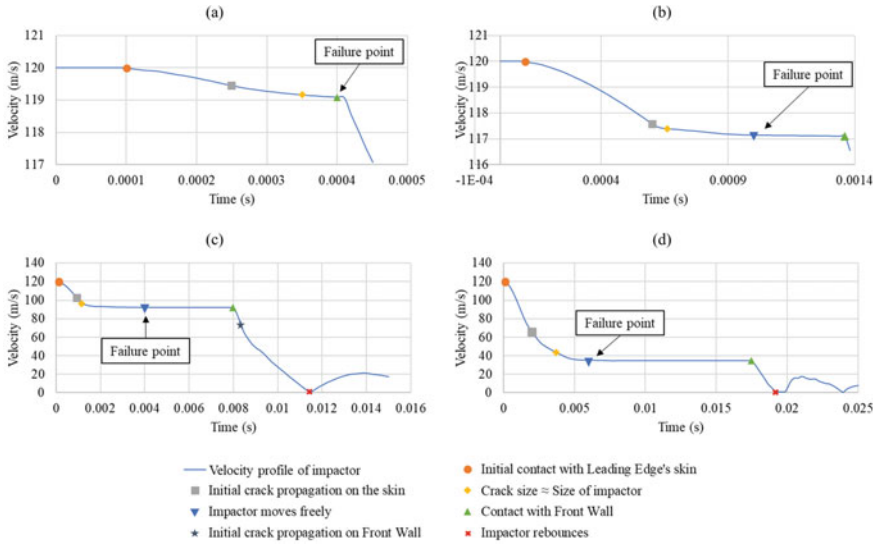 (a)
121
120
119
118
117
Velocity (m/s)
0
0.0001
0.0002
0.0003
0.0004
0.0005
Time (s)
Failure point
(b)
121
120
119
118
117
116
Velocity (m/s)
-1E-04
0.0004
0.0009
0.0014
Time (s)
Failure point
(c)
140
120
100
80
60
40
20
0
Velocity (m/s)
0
0.002
0.004
0.006
0.008
0.01
0.012
0.014
0.016
Time (s)
Failure point
(d)
140
120
100
80
60
40
20
0
Velocity (m/s)
0
0.005
0.01
0.015
0.02
0.025
Time (s)
Failure point
Velocity profile of impactor
Initial contact with Leading Edge's skin
Initial crack propagation on the skin
Crack size ≈ Size of impactor
Impactor moves freely
Contact with Front Wall
Initial crack propagation on Front Wall
Impactor rebounces